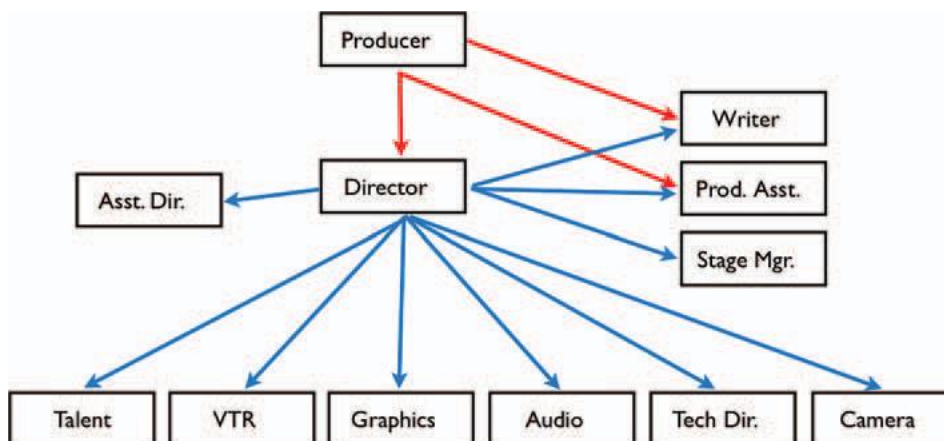 Producer
Writer
Director
Prod. Asst.
Asst. Dir.
Stage Mgr.
Talent
VTR
Graphics
Audio
Tech Dir.
Camera